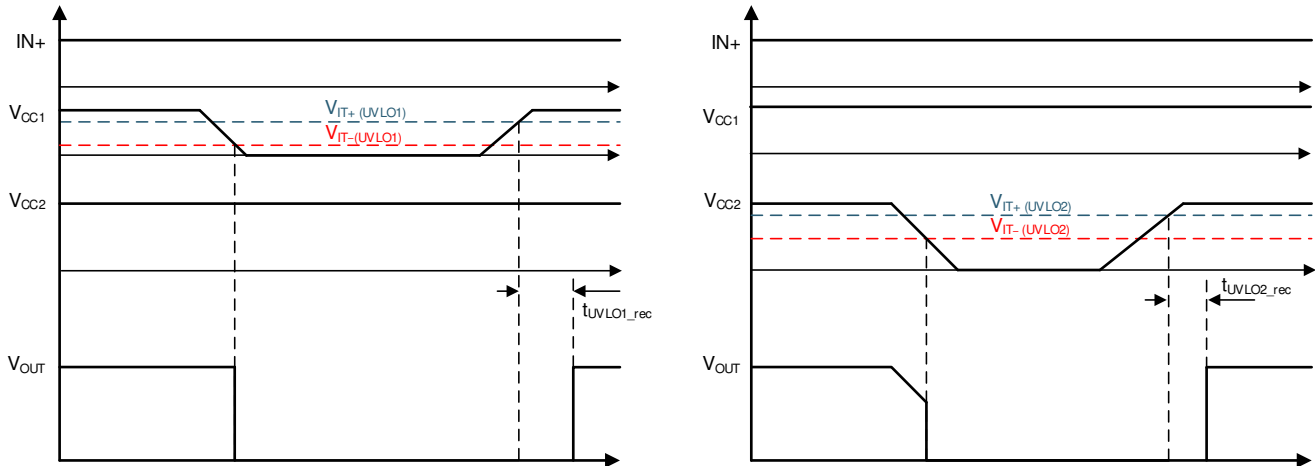 IN+
VCC1
VIT+ (UVLO1)
VIT−(UVLO1)
VCC2
tUVLO1_rec
VOUT
IN+
VCC1
VCC2
VIT+ (UVLO2)
VIT− (UVLO2)
tUVLO2_rec
VOUT